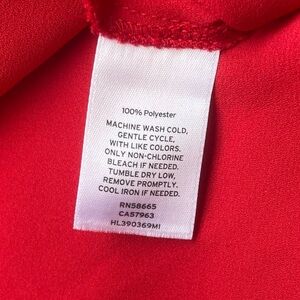 100% Polyester
MACHINE WASH COLD,
GENTLE CYCLE,
WITH LIKE COLORS.
ONLY NON-CHLORINE
BLEACH IF NEEDED.
TUMBLE DRY LOW,
REMOVE PROMPTLY.
COOL IRON IF NEEDED.
RN58665
CA57963
HL390369MI